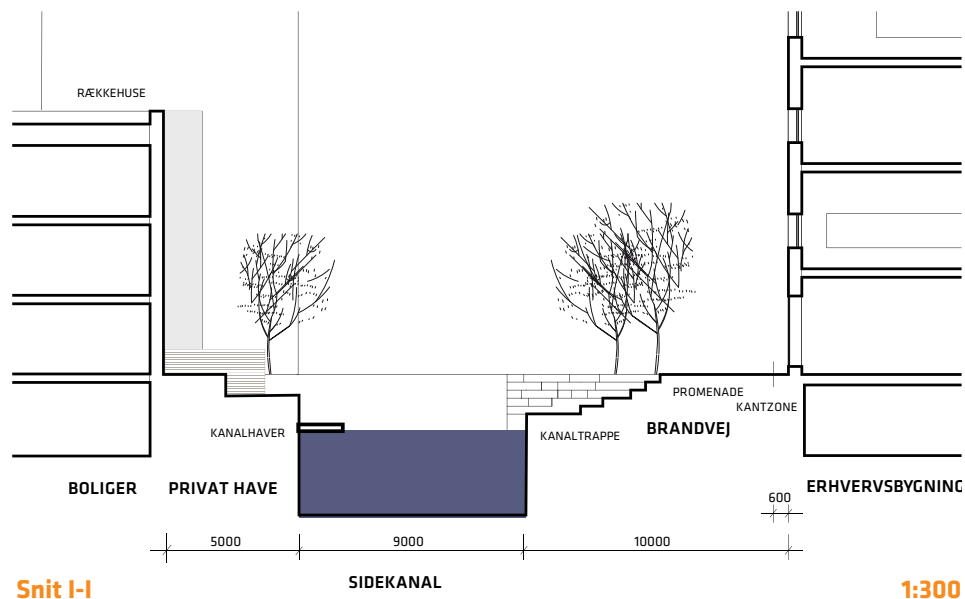 RÆKKEHUSE
PROMENADE
KANTZONE
KANALHAVER
KANALTRAPPE
BRANDVEJ
BOLIGER
PRIVAT HAVE
ERHVERVSBYGNING
600
5000
9000
10000
SIDEKANAL
Snit I-I
1:300